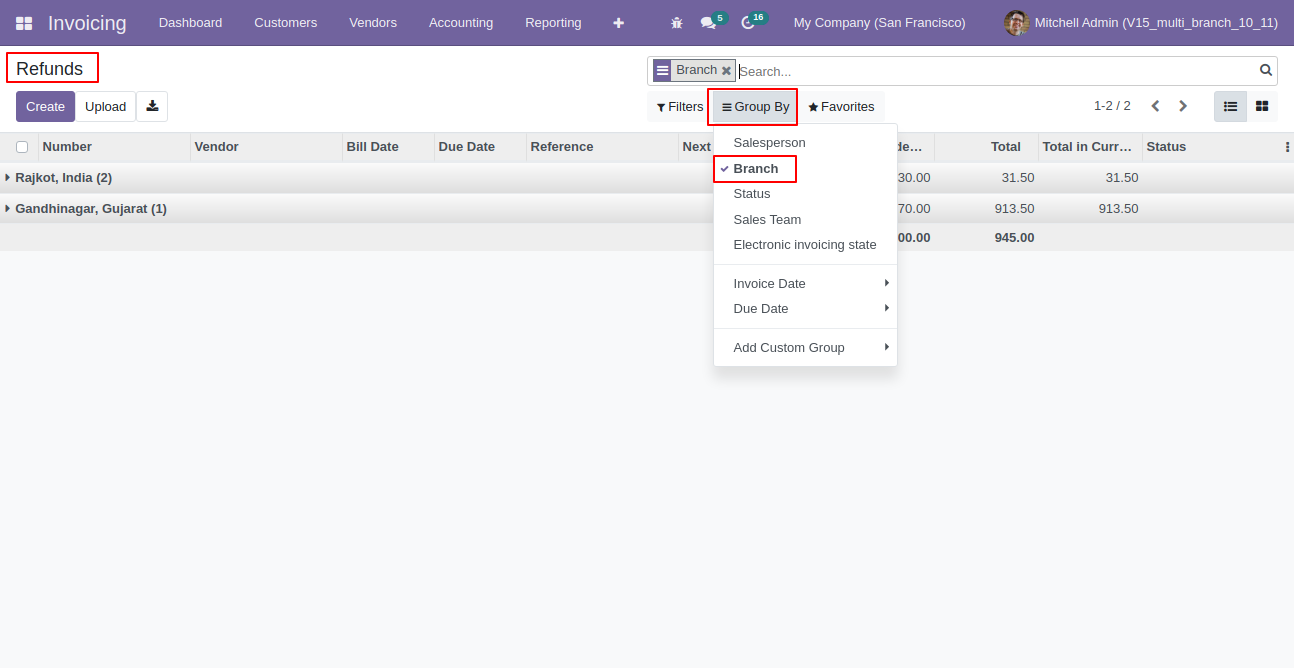 Invoicing Dashboard Customers Vendors Accounting Reporting 5 16 My Company (San Francisco) Mitchell Admin (V15_multi_branch_10_11)
Refunds
Branch Search...
Create Upload
Filters Group By Favorites 1-2 / 2
Number Vendor Bill Date Due Date Reference Next Total Total in Curr... Status
Rajkot, India (2) 30.00 31.50 31.50
Gandhinagar, Gujarat (1) 70.00 913.50 913.50
00.00 945.00
Salesperson
Branch
Status
Sales Team
Electronic invoicing state
Invoice Date
Due Date
Add Custom Group